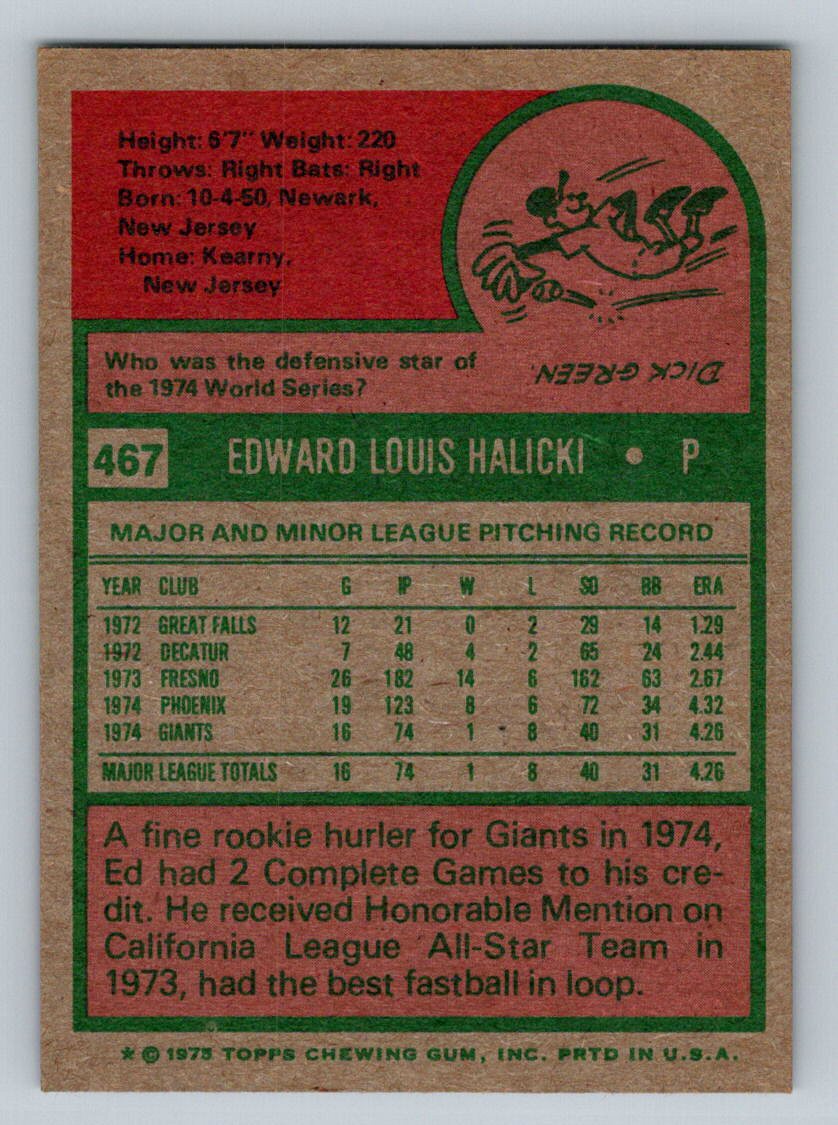 Height: 6'7" Weight: 220
Throws: Right Bats: Right
Born: 10-4-50, Newark,
New Jersey
Home: Kearny,
New Jersey
Who was the defensive star of
the 1974 World Series?
DICK GREEN.
467 EDWARD LOUIS HALICKI • P
MAJOR AND MINOR LEAGUE PITCHING RECORD
YEAR CLUB G IP W L SO BB ERA
1972 GREAT FALLS 12 21 0 2 29 14 1.29
1972 DECATUR 7 48 4 2 65 24 2.44
1973 FRESNO 26 182 14 6 162 63 2.67
1974 PHOENIX 19 123 8 6 72 34 4.32
1974 GIANTS 16 74 1 8 40 31 4.26
MAJOR LEAGUE TOTALS 16 74 1 8 40 31 4.26
A fine rookie hurler for Giants in 1974,
Ed had 2 Complete Games to his cre-
dit. He received Honorable Mention on
California League All-Star Team in
1973, had the best fastball in loop.
* © 1975 TOPPS CHEWING GUM, INC. PRTD IN U.S.A.